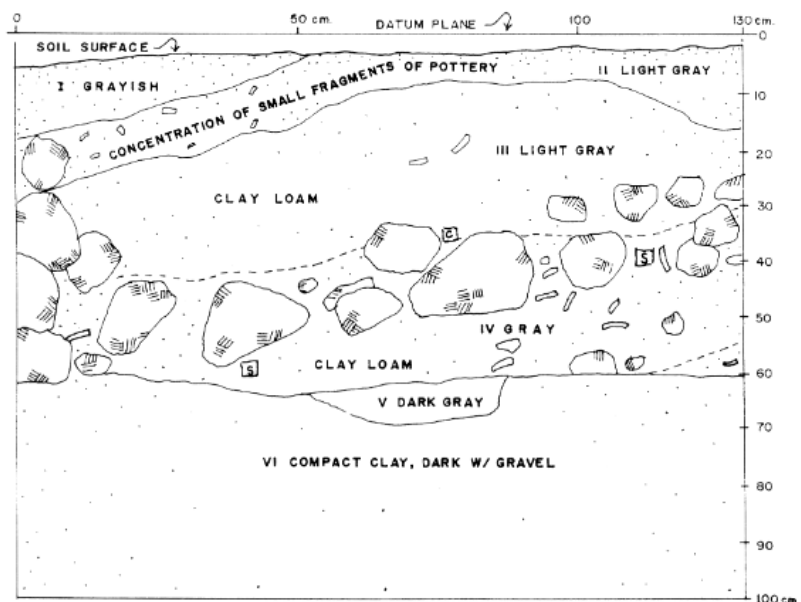 0
50 cm.
DATUM PLANE
100
130 cm.
0
SOIL SURFACE
I GRAYISH
CONCENTRATION OF SMALL FRAGMENTS OF POTTERY
II LIGHT GRAY
10
III LIGHT GRAY
20
CLAY LOAM
30
C
S
40
IV GRAY
50
S
CLAY LOAM
60
V DARK GRAY
70
VI COMPACT CLAY, DARK W/ GRAVEL
80
90
100 cm